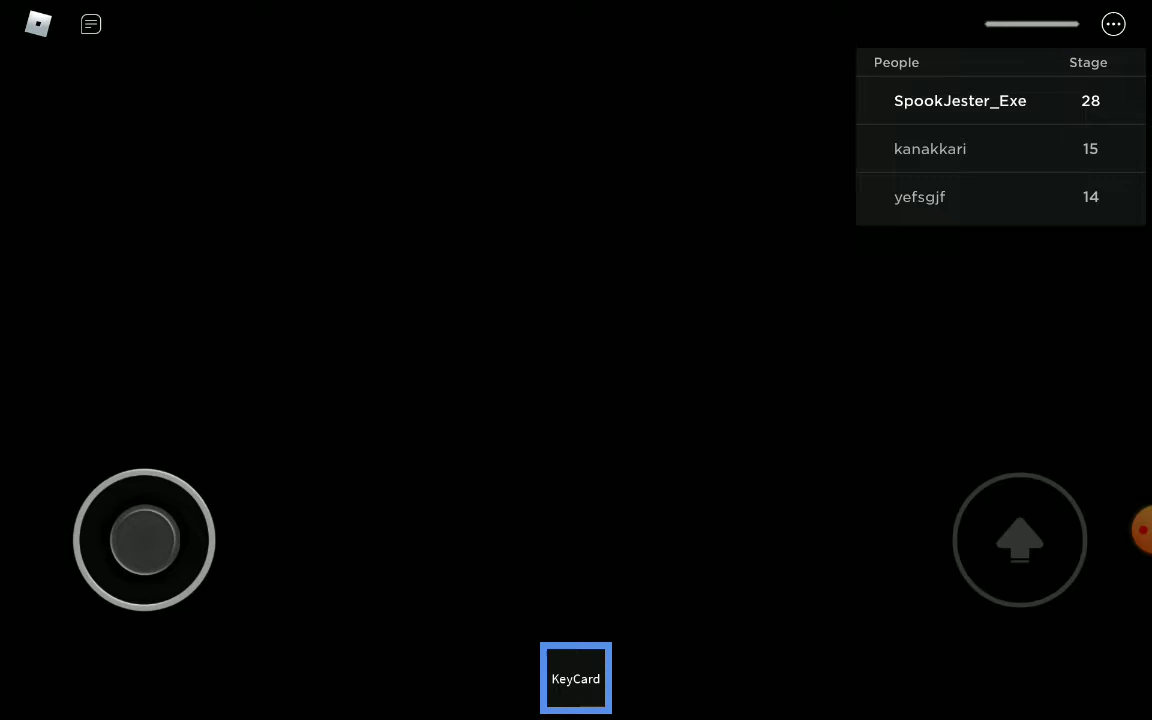 People Stage
SpookJester_Exe 28
kanakkari 15
yefsgjf 14
KeyCard